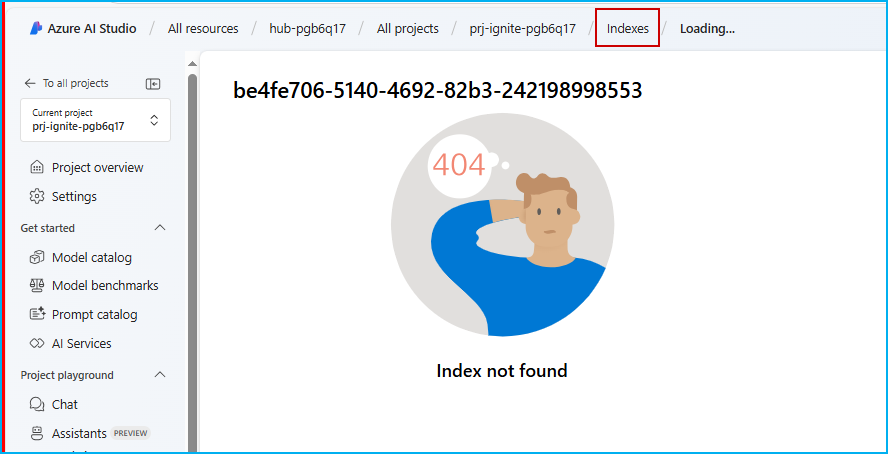 Azure AI Studio / All resources / hub-pgb6q17 / All projects / prj-ignite-pgb6q17 / Indexes / Loading...
To all projects
Current project
prj-ignite-pgb6q17
Project overview
Settings
Get started
Model catalog
Model benchmarks
Prompt catalog
AI Services
Project playground
Chat
Assistants PREVIEW
be4fe706-5140-4692-82b3-242198998553
404
Index not found